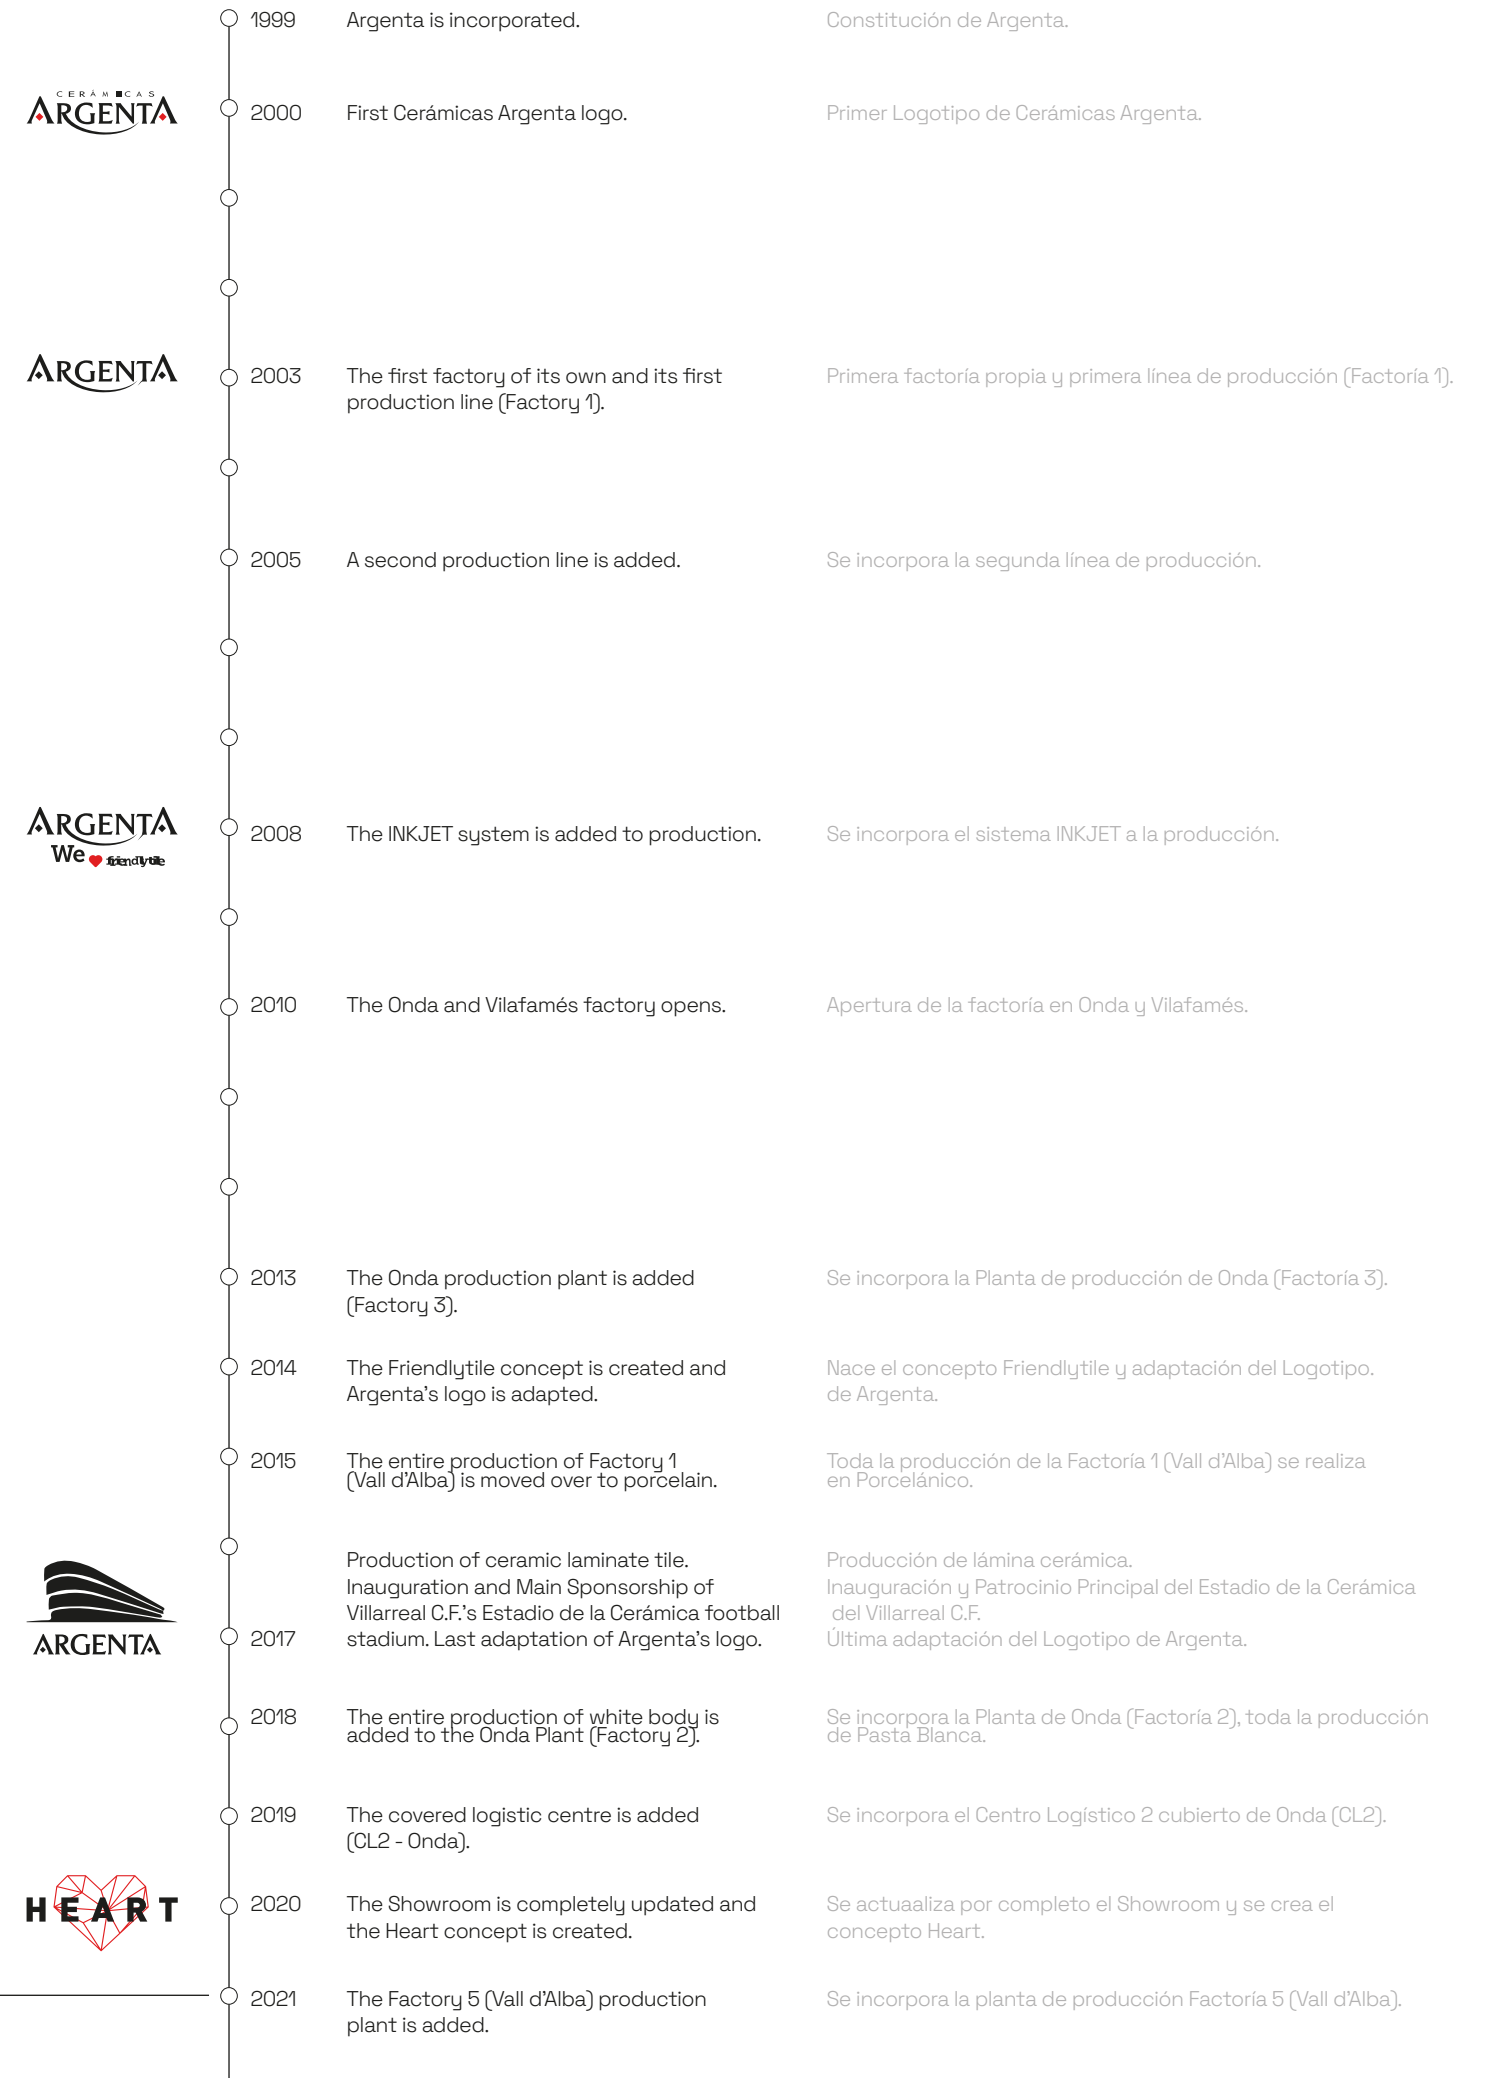 1999 Argenta is incorporated. Constitución de Argenta.
CERÁMICAS
ARGENTA
2000 First Cerámicas Argenta logo. Primer Logotipo de Cerámicas Argenta.
ARGENTA
2003 The first factory of its own and its first Primera factoría propia y primera línea de producción (Factoría 1).
production line (Factory 1).
2005 A second production line is added. Se incorpora la segunda línea de producción.
ARGENTA
We friendlytile
2008 The INKJET system is added to production. Se incorpora el sistema INKJET a la producción.
2010 The Onda and Vilafamés factory opens. Apertura de la factoría en Onda y Vilafamés.
2013 The Onda production plant is added Se incorpora la Planta de producción de Onda (Factoría 3).
(Factory 3).
2014 The Friendlytile concept is created and Nace el concepto Friendlytile y adaptación del Logotipo.
Argenta's logo is adapted. de Argenta.
2015 The entire production of Factory 1 Toda la producción de la Factoría 1 (Vall d'Alba) se realiza
(Vall d'Alba) is moved over to porcelain. en Porcelánico.
Production of ceramic laminate tile. Producción de lámina cerámica.
Inauguration and Main Sponsorship of Inauguración y Patrocinio Principal del Estadio de la Cerámica
Villarreal C.F.'s Estadio de la Cerámica football del Villarreal C.F.
ARGENTA
2017 stadium. Last adaptation of Argenta's logo. Última adaptación del Logotipo de Argenta.
2018 The entire production of white body is Se incorpora la Planta de Onda (Factoría 2), toda la producción
added to the Onda Plant (Factory 2). de Pasta Blanca.
2019 The covered logistic centre is added Se incorpora el Centro Logístico 2 cubierto de Onda (CL2).
(CL2 - Onda).
HEART
2020 The Showroom is completely updated and Se actuaaliza por completo el Showroom y se crea el
the Heart concept is created. concepto Heart.
2021 The Factory 5 (Vall d'Alba) production Se incorpora la planta de producción Factoría 5 (Vall d'Alba).
plant is added.